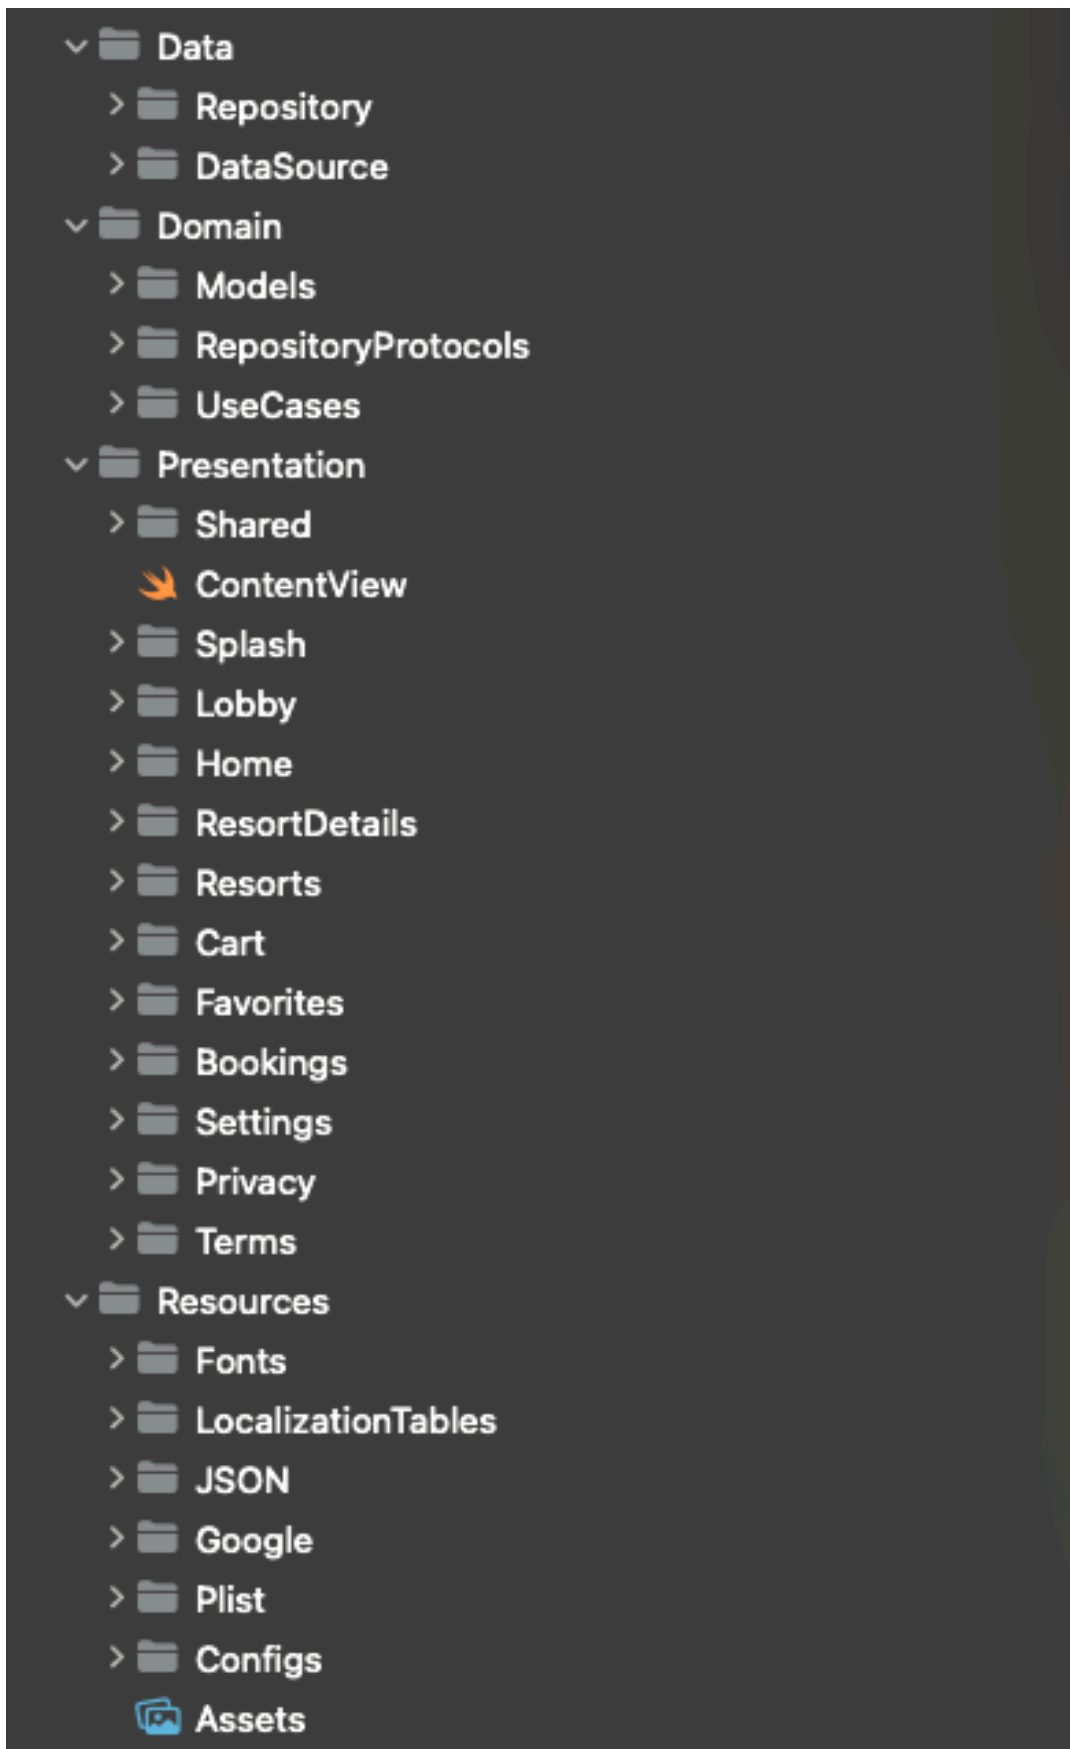 Data
Repository
DataSource
Domain
Models
RepositoryProtocols
UseCases
Presentation
Shared
ContentView
Splash
Lobby
Home
ResortDetails
Resorts
Cart
Favorites
Bookings
Settings
Privacy
Terms
Resources
Fonts
LocalizationTables
JSON
Google
Plist
Configs
Assets